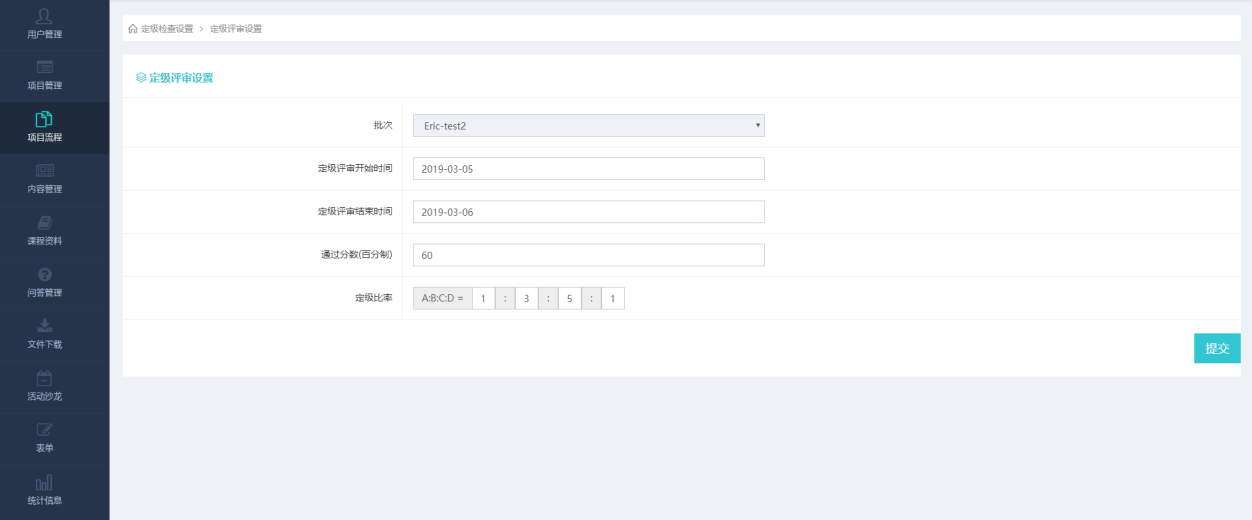 用户管理
项目管理
项目流程
内容管理
课程资料
问答管理
文件下载
活动沙龙
表单
统计信息
定级检查设置 > 定级评审设置
定级评审设置
批次 Eric-test2
定级评审开始时间 2019-03-05
定级评审结束时间 2019-03-06
通过分数(百分制) 60
定级比率 A:B:C:D = 1 : 3 : 5 : 1
提交